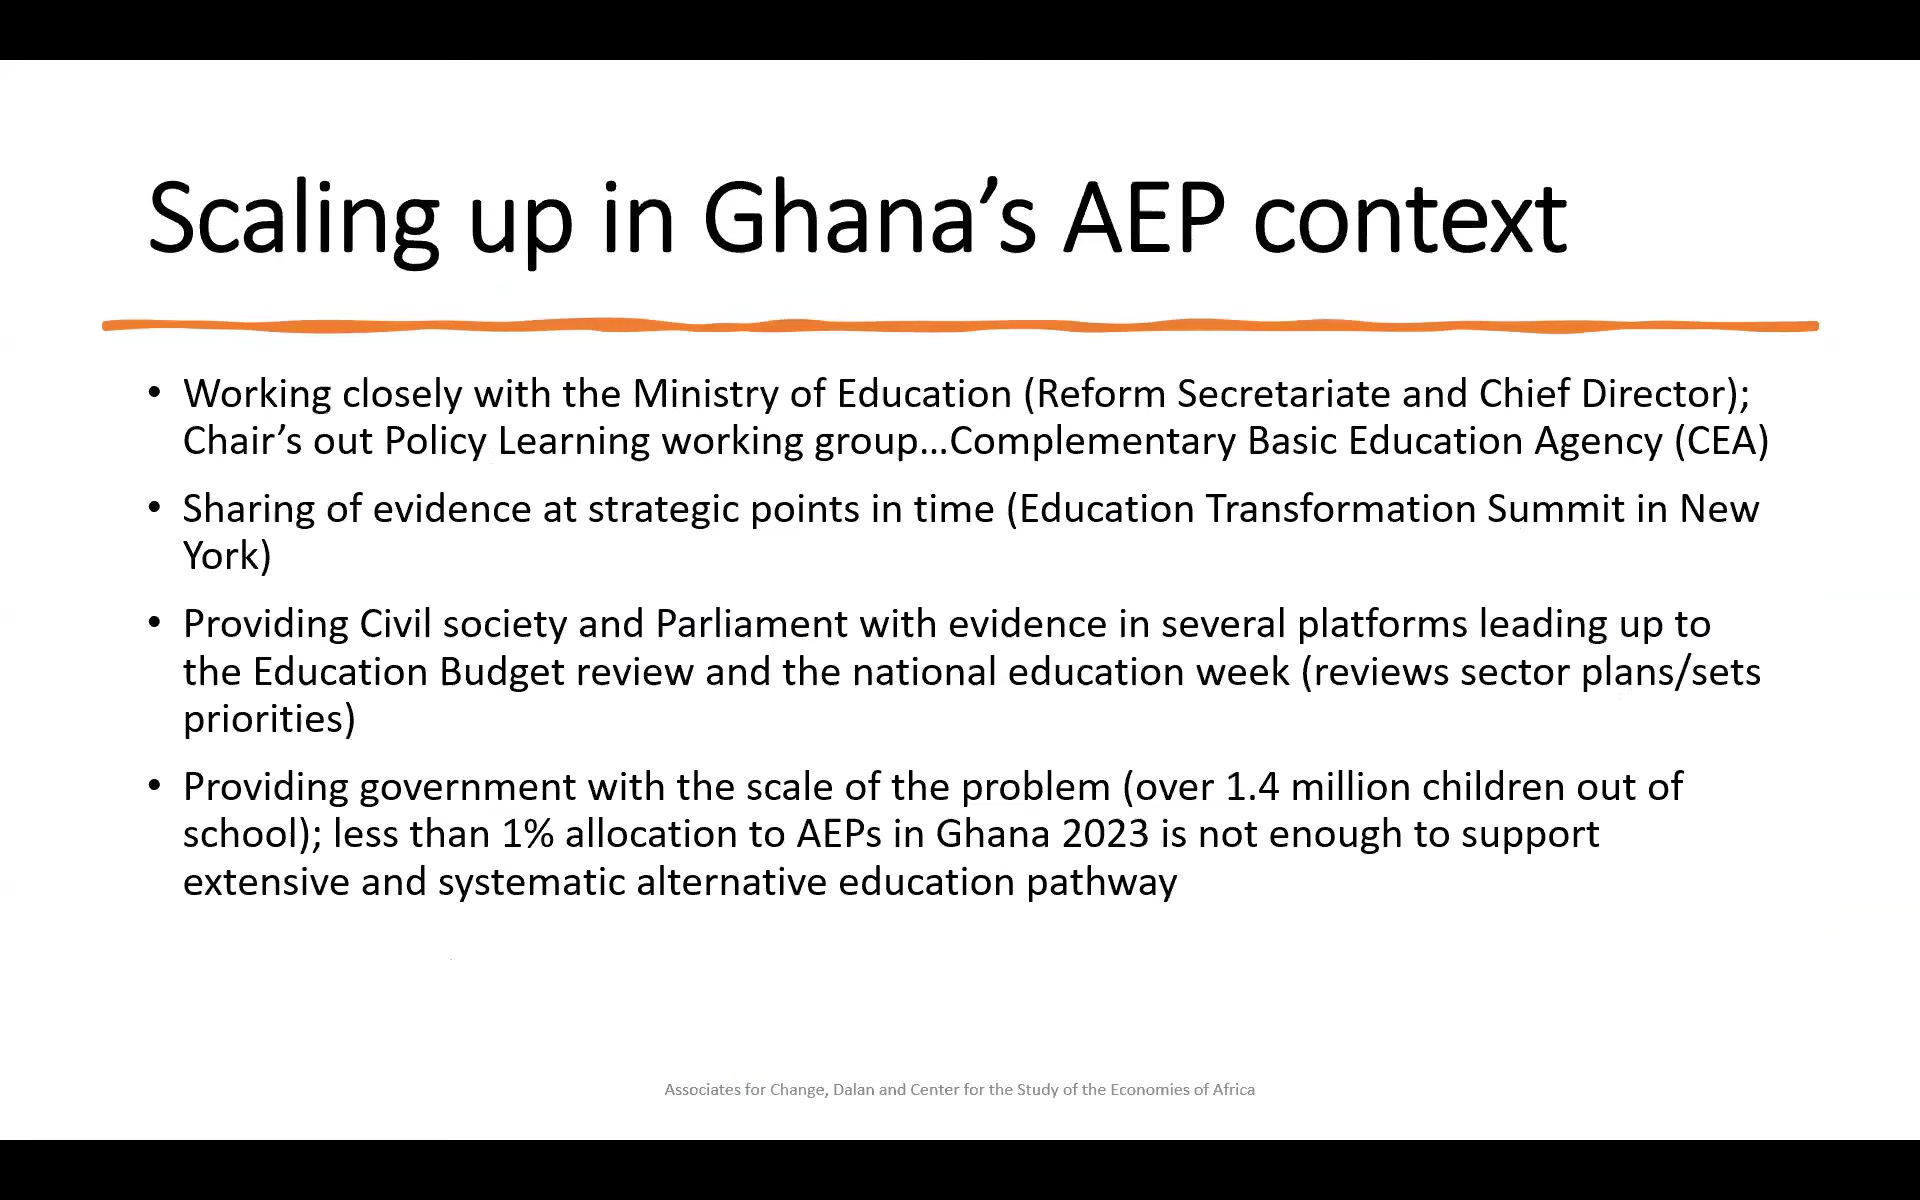 Scaling up in Ghana’s AEP context
• Working closely with the Ministry of Education (Reform Secretariate and Chief Director);
Chair’s out Policy Learning working group…Complementary Basic Education Agency (CEA)
• Sharing of evidence at strategic points in time (Education Transformation Summit in New
York)
• Providing Civil society and Parliament with evidence in several platforms leading up to
the Education Budget review and the national education week (reviews sector plans/sets
priorities)
• Providing government with the scale of the problem (over 1.4 million children out of
school); less than 1% allocation to AEPs in Ghana 2023 is not enough to support
extensive and systematic alternative education pathway
Associates for Change, Dalan and Center for the Study of the Economies of Africa